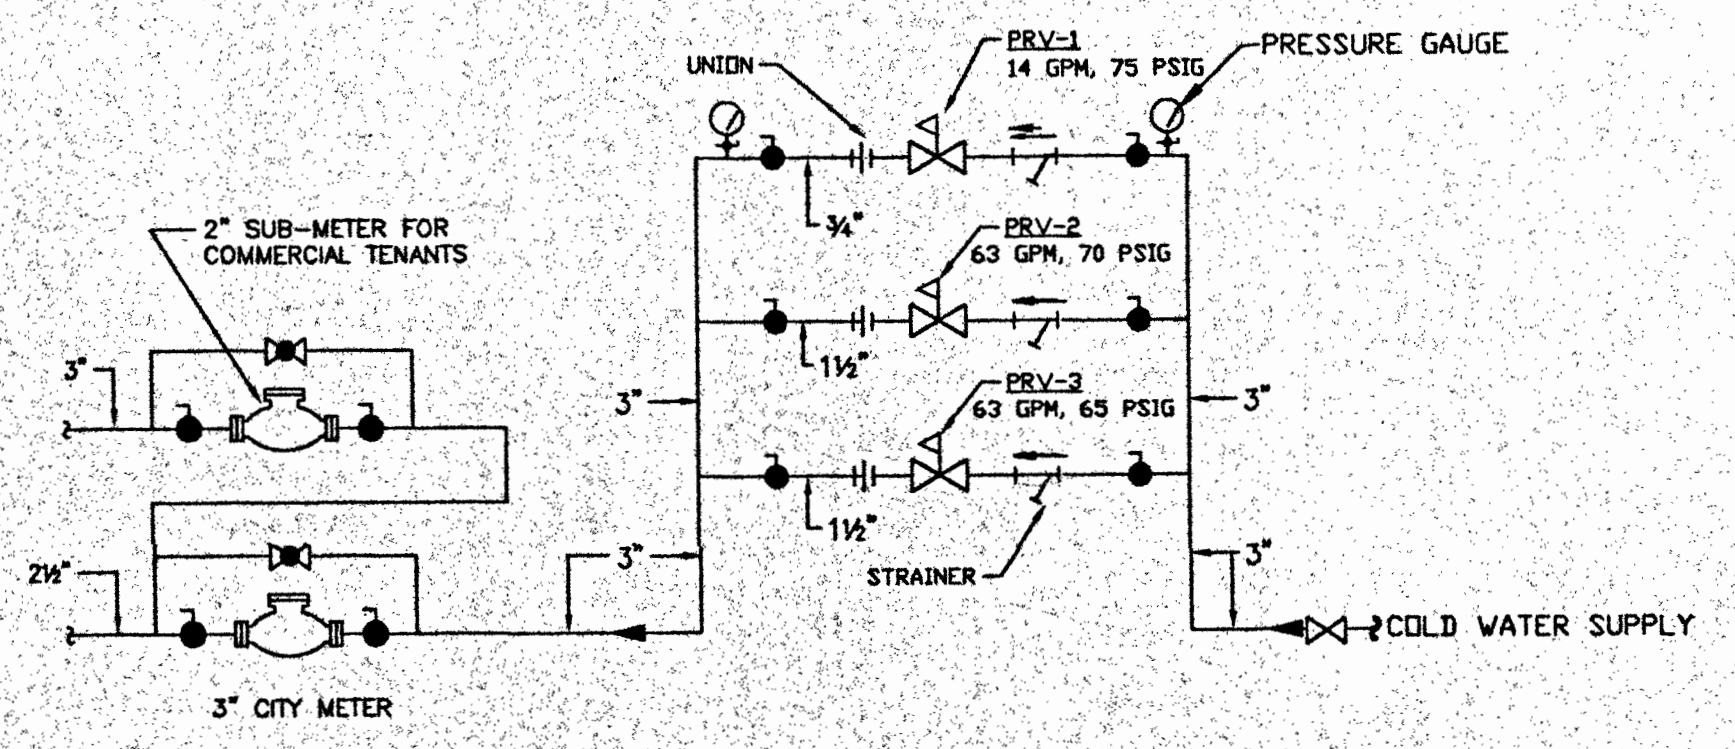 PRV-1
14 GPM, 75 PSIG
PRESSURE GAUGE
UNION
3/4"
2" SUB-METER FOR
COMMERCIAL TENANTS
PRV-2
63 GPM, 70 PSIG
3"
1½"
PRV-3
63 GPM, 65 PSIG
3"
3"
1½"
2½"
3"
STRAINER
3"
COLD WATER SUPPLY
3" CITY METER